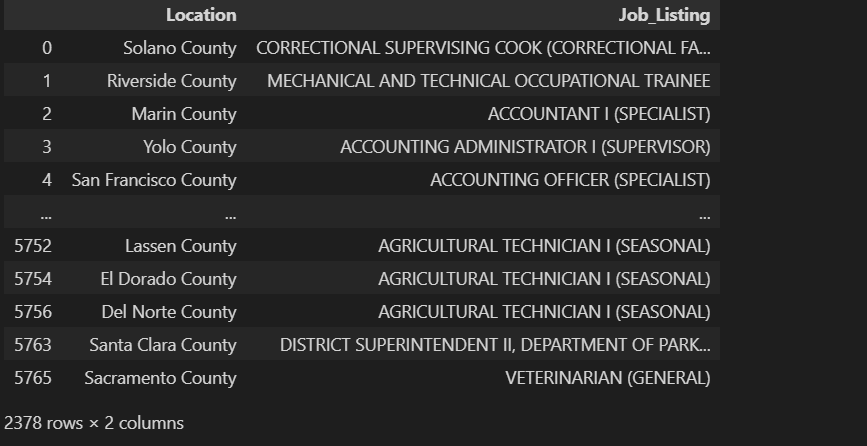 Location Job_Listing
0 Solano County CORRECTIONAL SUPERVISING COOK (CORRECTIONAL FA...
1 Riverside County MECHANICAL AND TECHNICAL OCCUPATIONAL TRAINEE
2 Marin County ACCOUNTANT I (SPECIALIST)
3 Yolo County ACCOUNTING ADMINISTRATOR I (SUPERVISOR)
4 San Francisco County ACCOUNTING OFFICER (SPECIALIST)
... ... ...
5752 Lassen County AGRICULTURAL TECHNICIAN I (SEASONAL)
5754 El Dorado County AGRICULTURAL TECHNICIAN I (SEASONAL)
5756 Del Norte County AGRICULTURAL TECHNICIAN I (SEASONAL)
5763 Santa Clara County DISTRICT SUPERINTENDENT II, DEPARTMENT OF PARK...
5765 Sacramento County VETERINARIAN (GENERAL)
2378 rows × 2 columns